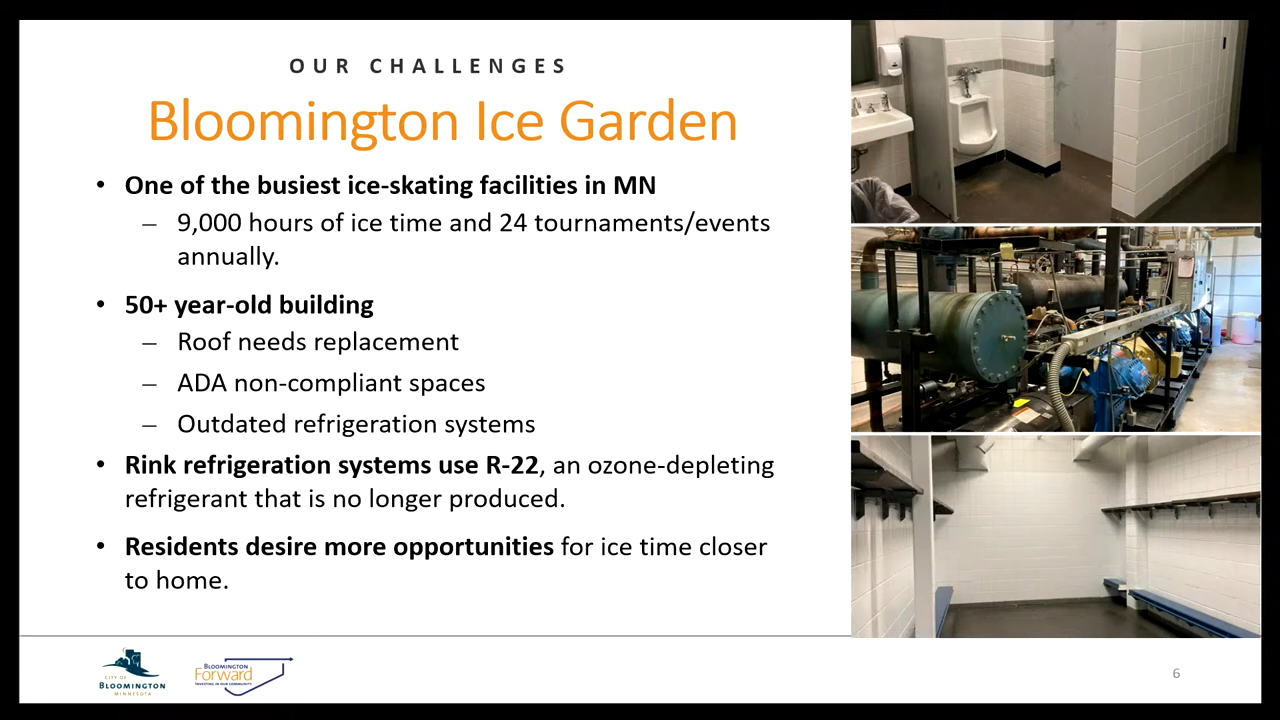 OUR CHALLENGES
Bloomington Ice Garden
• One of the busiest ice-skating facilities in MN
– 9,000 hours of ice time and 24 tournaments/events
annually.
• 50+ year-old building
– Roof needs replacement
– ADA non-compliant spaces
– Outdated refrigeration systems
• Rink refrigeration systems use R-22, an ozone-depleting
refrigerant that is no longer produced.
• Residents desire more opportunities for ice time closer
to home.
CITY OF
BLOOMINGTON
MINNESOTA
BLOOMINGTON
Forward
INVESTING IN OUR COMMUNITY
6